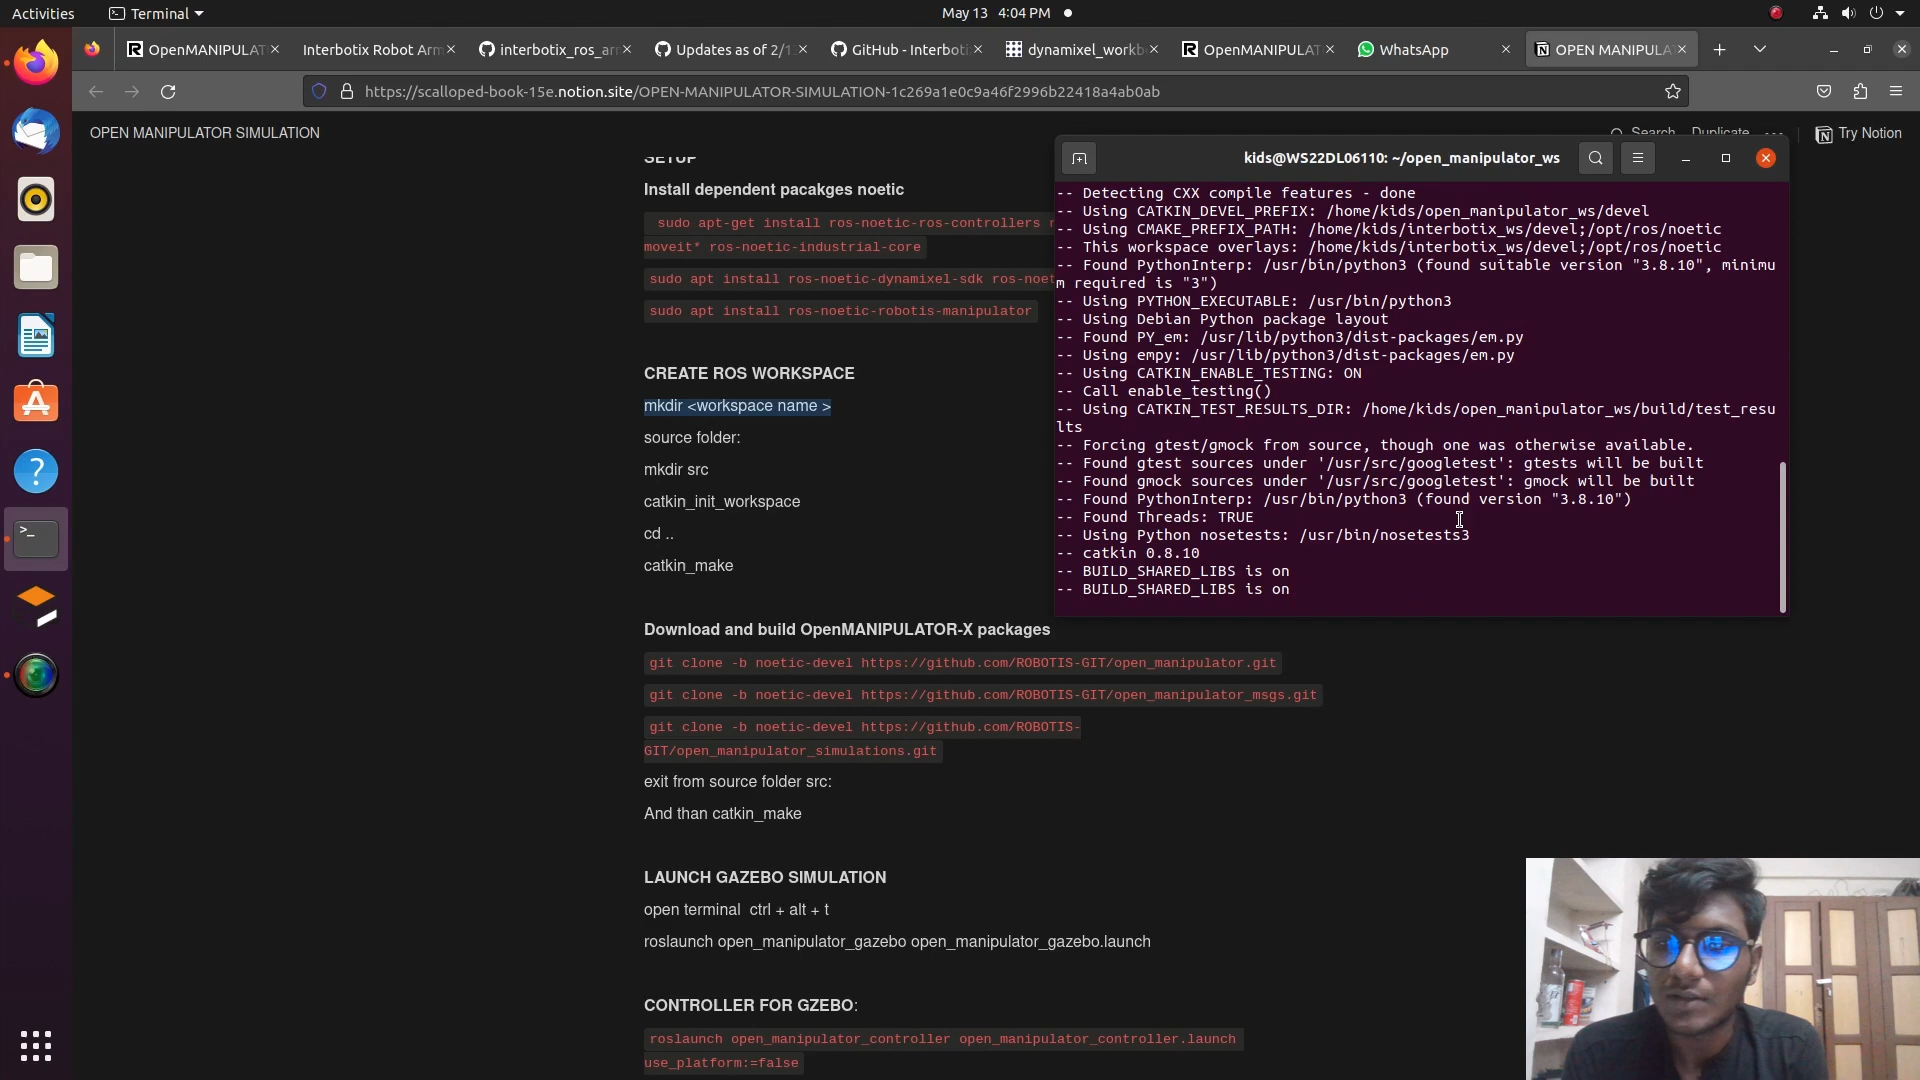 Activities
Terminal
May 13 4:04 PM
OpenMANIPULAT
Interbotix Robot Arm
interbotix_ros_arm
Updates as of 2/1
GitHub - Interboti
dynamixel_workb
OpenMANIPULAT
WhatsApp
OPEN MANIPULA
https://scalloped-book-15e.notion.site/OPEN-MANIPULATOR-SIMULATION-1c269a1e0c9a46f2996b22418a4ab0ab
OPEN MANIPULATOR SIMULATION
Search
Duplicate
Try Notion
SETUP
Install dependent pacakges noetic
sudo apt-get install ros-noetic-ros-controllers
moveit* ros-noetic-industrial-core
sudo apt install ros-noetic-dynamixel-sdk ros-noet
sudo apt install ros-noetic-robotis-manipulator
CREATE ROS WORKSPACE
mkdir <workspace name >
source folder:
mkdir src
catkin_init_workspace
cd ..
catkin_make
Download and build OpenMANIPULATOR-X packages
git clone -b noetic-devel https://github.com/ROBOTIS-GIT/open_manipulator.git
git clone -b noetic-devel https://github.com/ROBOTIS-GIT/open_manipulator_msgs.git
git clone -b noetic-devel https://github.com/ROBOTIS-
GIT/open_manipulator_simulations.git
exit from source folder src:
And than catkin_make
LAUNCH GAZEBO SIMULATION
open terminal ctrl + alt + t
roslaunch open_manipulator_gazebo open_manipulator_gazebo.launch
CONTROLLER FOR GZEBO:
roslaunch open_manipulator_controller open_manipulator_controller.launch
use_platform:=false
kids@WS22DL06110: ~/open_manipulator_ws
-- Detecting CXX compile features - done
-- Using CATKIN_DEVEL_PREFIX: /home/kids/open_manipulator_ws/devel
-- Using CMAKE_PREFIX_PATH: /home/kids/interbotix_ws/devel;/opt/ros/noetic
-- This workspace overlays: /home/kids/interbotix_ws/devel;/opt/ros/noetic
-- Found PythonInterp: /usr/bin/python3 (found suitable version "3.8.10", minimu
m required is "3")
-- Using PYTHON_EXECUTABLE: /usr/bin/python3
-- Using Debian Python package layout
-- Found PY_em: /usr/lib/python3/dist-packages/em.py
-- Using empy: /usr/lib/python3/dist-packages/em.py
-- Using CATKIN_ENABLE_TESTING: ON
-- Call enable_testing()
-- Using CATKIN_TEST_RESULTS_DIR: /home/kids/open_manipulator_ws/build/test_resu
lts
-- Forcing gtest/gmock from source, though one was otherwise available.
-- Found gtest sources under '/usr/src/googletest': gtests will be built
-- Found gmock sources under '/usr/src/googletest': gmock will be built
-- Found PythonInterp: /usr/bin/python3 (found version "3.8.10")
-- Found Threads: TRUE
-- Using Python nosetests: /usr/bin/nosetests3
-- catkin 0.8.10
-- BUILD_SHARED_LIBS is on
-- BUILD_SHARED_LIBS is on